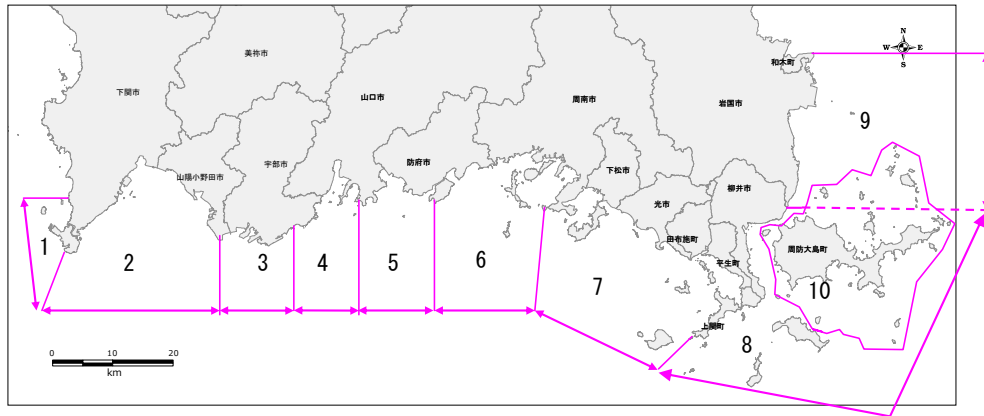 N
W E
S
和木町
美祢市
下関市
山口市
周南市
岩国市
9
防府市
宇部市
下松市
山陽小野田市
柳井市
光市
1
2
3
4
5
6
田布施町
周防大島町
平生町
7
10
上関町
8
0 10 20
km